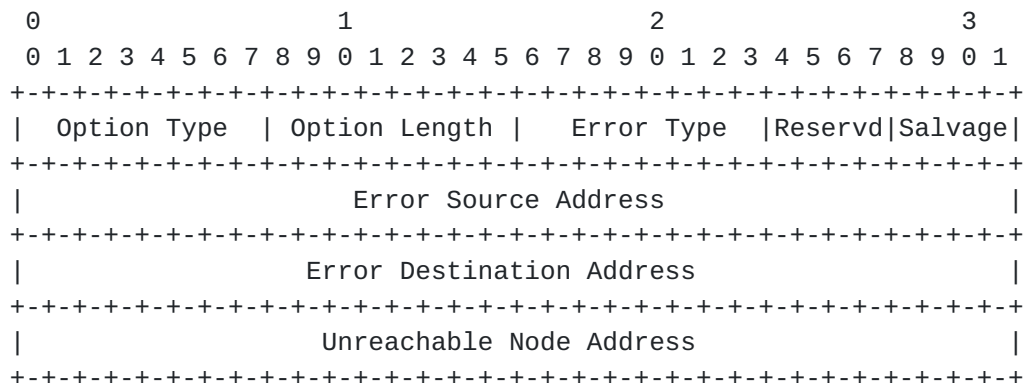 0                   1                   2                   3
 0 1 2 3 4 5 6 7 8 9 0 1 2 3 4 5 6 7 8 9 0 1 2 3 4 5 6 7 8 9 0 1
+-+-+-+-+-+-+-+-+-+-+-+-+-+-+-+-+-+-+-+-+-+-+-+-+-+-+-+-+-+-+-+-+
|  Option Type  | Option Length |   Error Type  |Reservd|Salvage|
+-+-+-+-+-+-+-+-+-+-+-+-+-+-+-+-+-+-+-+-+-+-+-+-+-+-+-+-+-+-+-+-+
|                     Error Source Address                      |
+-+-+-+-+-+-+-+-+-+-+-+-+-+-+-+-+-+-+-+-+-+-+-+-+-+-+-+-+-+-+-+-+
|                  Error Destination Address                    |
+-+-+-+-+-+-+-+-+-+-+-+-+-+-+-+-+-+-+-+-+-+-+-+-+-+-+-+-+-+-+-+-+
|                   Unreachable Node Address                    |
+-+-+-+-+-+-+-+-+-+-+-+-+-+-+-+-+-+-+-+-+-+-+-+-+-+-+-+-+-+-+-+-+